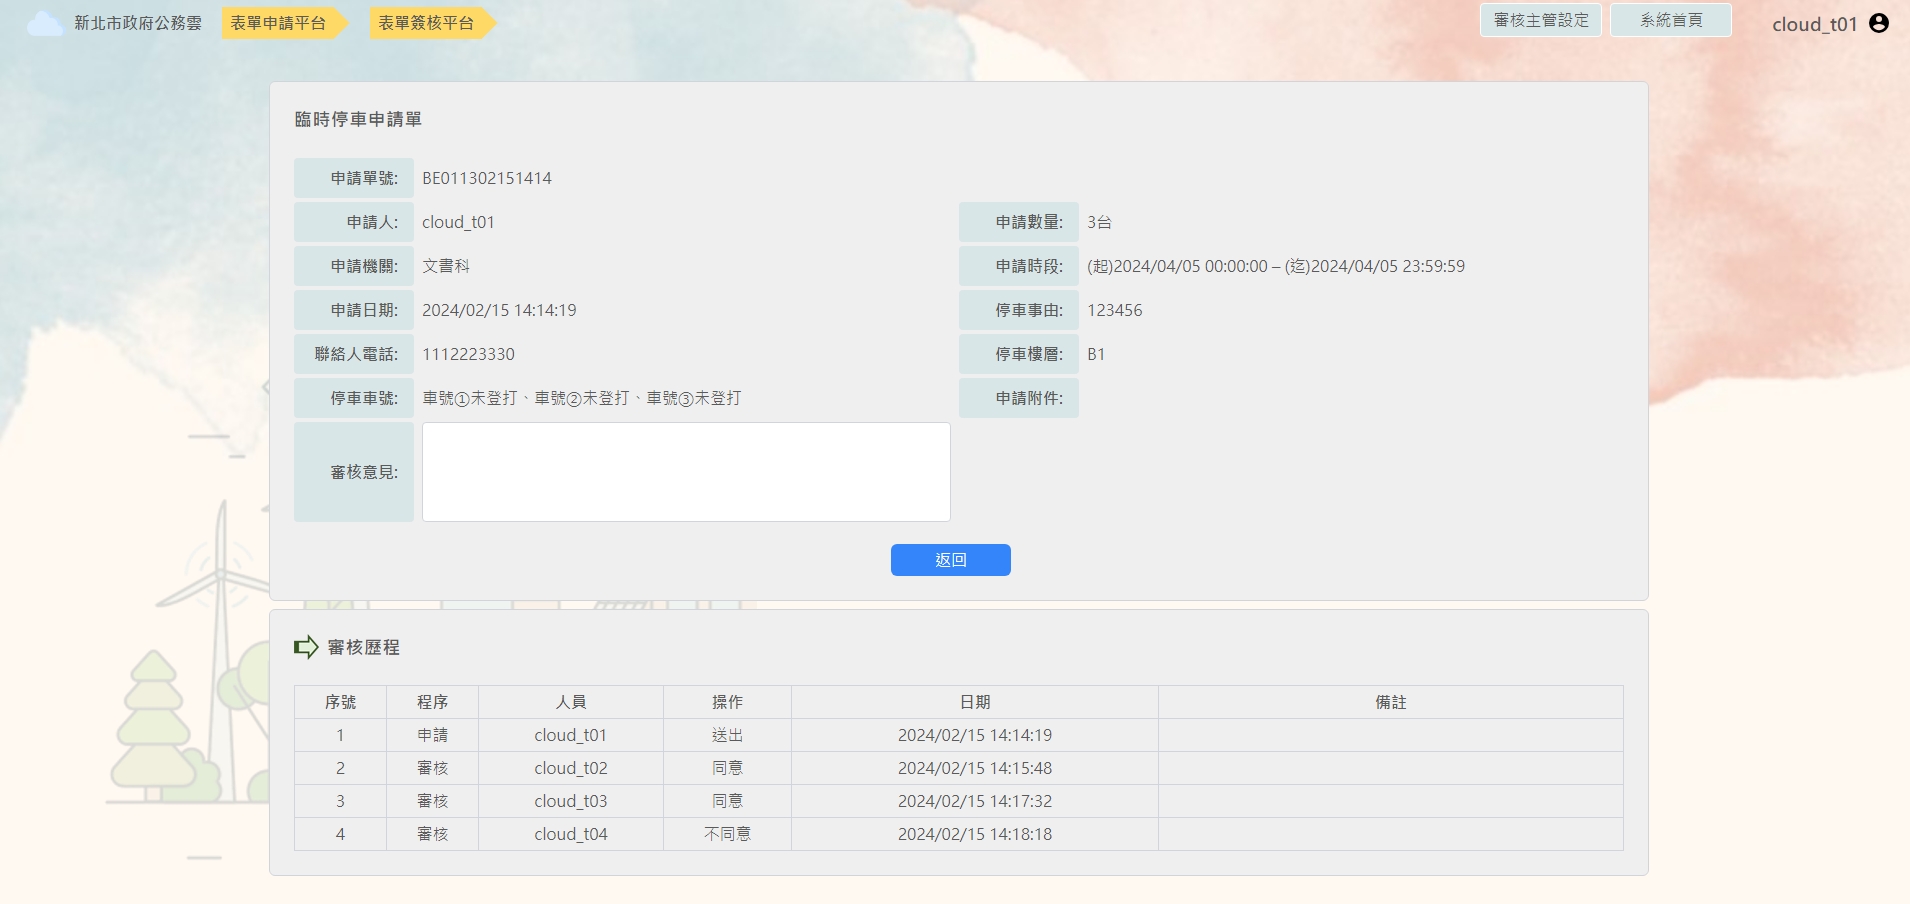 新北市政府公務雲 表單申請平台 表單簽核平台 審核主管設定 系統首頁 cloud_t01
臨時停車申請單
申請單號: BE011302151414
申請人: cloud_t01 申請數量: 3台
申請機關: 文書科 申請時段: (起)2024/04/05 00:00:00 – (迄)2024/04/05 23:59:59
申請日期: 2024/02/15 14:14:19 停車事由: 123456
聯絡人電話: 1112223330 停車樓層: B1
停車車號: 車號①未登打、車號②未登打、車號③未登打 申請附件:
審核意見:
返回
審核歷程
序號 程序 人員 操作 日期 備註
1 申請 cloud_t01 送出 2024/02/15 14:14:19
2 審核 cloud_t02 同意 2024/02/15 14:15:48
3 審核 cloud_t03 同意 2024/02/15 14:17:32
4 審核 cloud_t04 不同意 2024/02/15 14:18:18